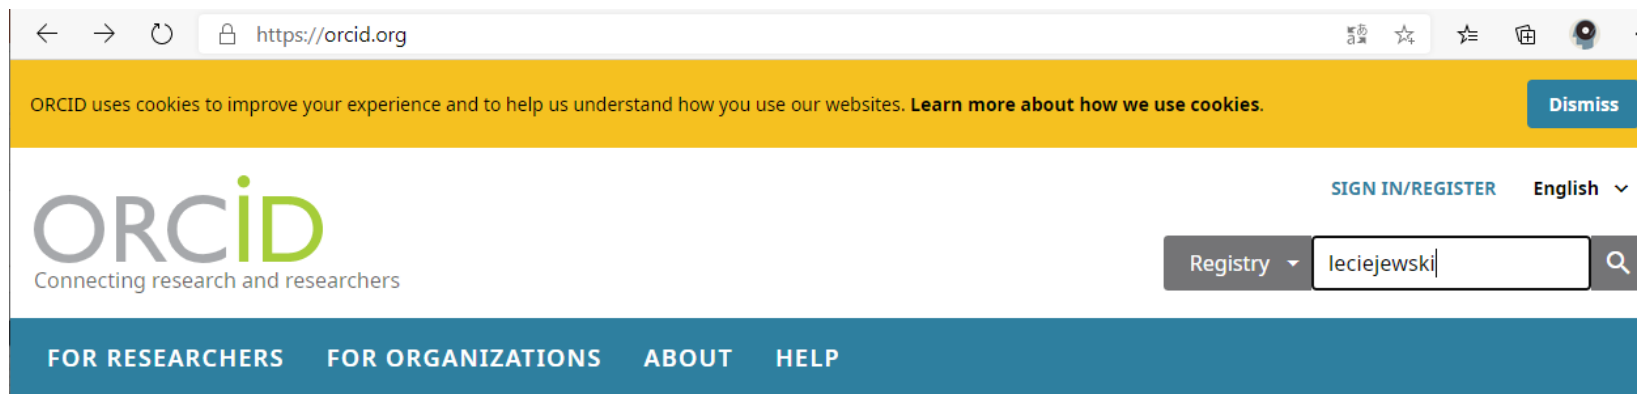 https://orcid.org
ORCID uses cookies to improve your experience and to help us understand how you use our websites. Learn more about how we use cookies.
Dismiss
SIGN IN/REGISTER
English
ORCiD
Connecting research and researchers
Registry
leciejewski
FOR RESEARCHERS FOR ORGANIZATIONS ABOUT HELP